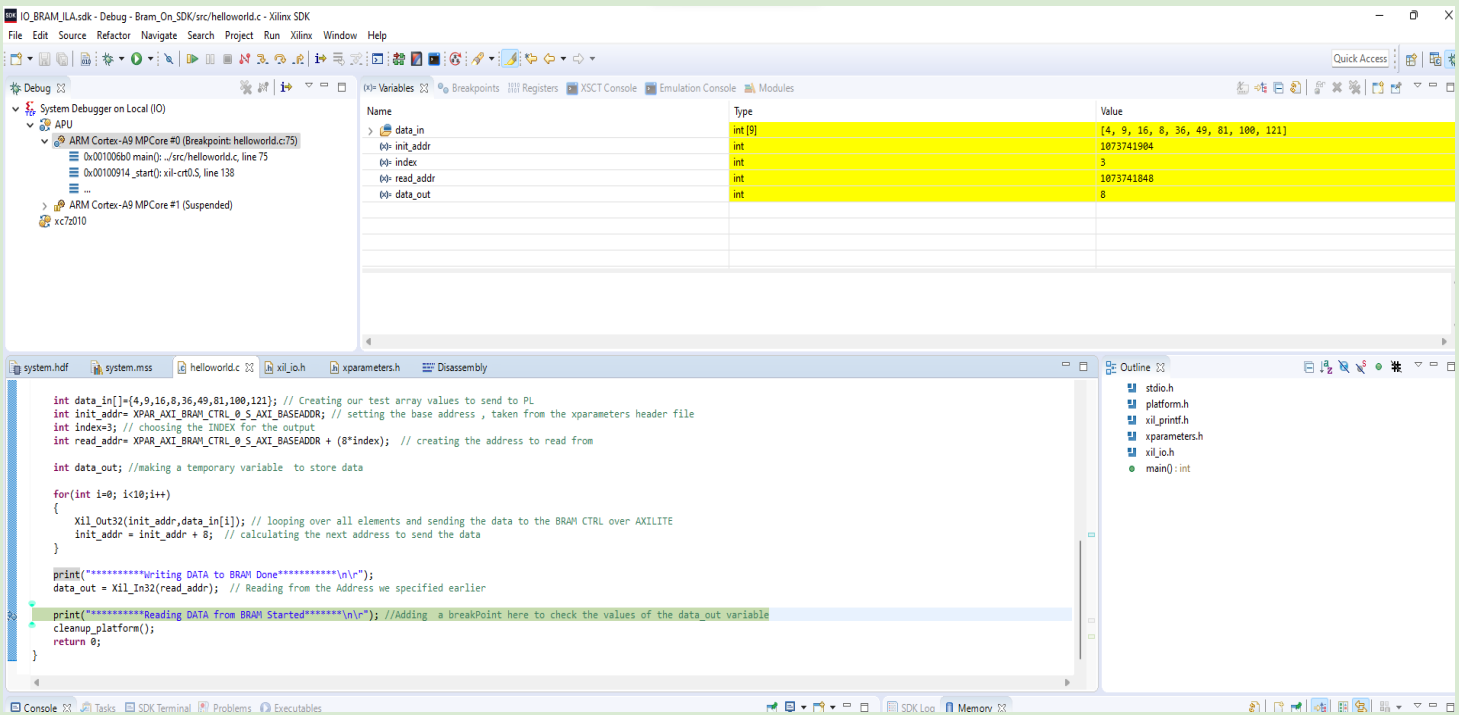 IO_BRAM_ILA.sdk - Debug - Bram_On_SDK/src/helloworld.c - Xilinx SDK
File Edit Source Refactor Navigate Search Project Run Xilinx Window Help
Quick Access
Debug
System Debugger on Local (IO)
APU
ARM Cortex-A9 MPCore #0 (Breakpoint: helloworld.c:75)
0x001006b0 main(): ../src/helloworld.c, line 75
0x00100914 _start(): xil-crt0.S, line 138
...
ARM Cortex-A9 MPCore #1 (Suspended)
xc7z010
(x)= Variables Breakpoints Registers XSCT Console Emulation Console Modules
Name Type Value
data_in int [9] [4, 9, 16, 8, 36, 49, 81, 100, 121]
(x)= init_addr int 1073741904
(x)= index int 3
(x)= read_addr int 1073741848
(x)= data_out int 8
system.hdf system.mss helloworld.c xil_io.h xparameters.h Disassembly
int data_in[]={4,9,16,8,36,49,81,100,121}; // Creating our test array values to send to PL
int init_addr= XPAR_AXI_BRAM_CTRL_0_S_AXI_BASEADDR; // setting the base address , taken from the xparameters header file
int index=3; // choosing the INDEX for the output
int read_addr= XPAR_AXI_BRAM_CTRL_0_S_AXI_BASEADDR + (8*index); // creating the address to read from
int data_out; //making a temporary variable to store data
for(int i=0; i<10;i++)
{
Xil_Out32(init_addr,data_in[i]); // looping over all elements and sending the data to the BRAM CTRL over AXILITE
init_addr = init_addr + 8; // calculating the next address to send the data
}
print("**********Writing DATA to BRAM Done***********\n\r");
data_out = Xil_In32(read_addr); // Reading from the Address we specified earlier
print("**********Reading DATA from BRAM Started*******\n\r"); //Adding a breakPoint here to check the values of the data_out variable
cleanup_platform();
return 0;
}
Outline
stdio.h
platform.h
xil_printf.h
xparameters.h
xil_io.h
main() : int
Console Tasks SDK Terminal Problems Executables
SDK Log Memory